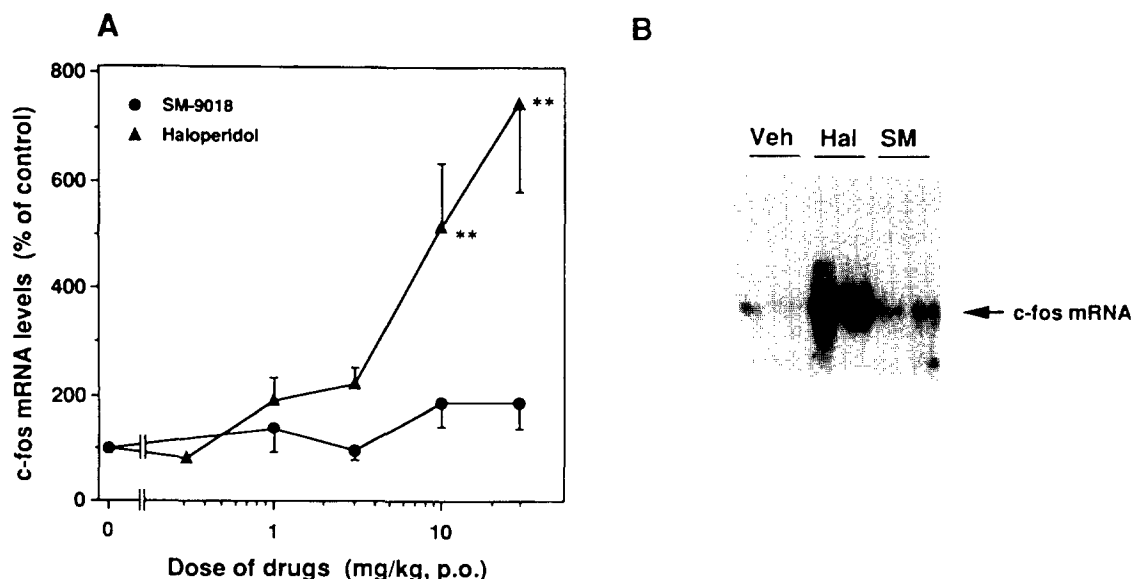 A
c-fos mRNA levels (% of control)
800
600
400
200
0
SM-9018
Haloperidol
**
**
0
1
10
Dose of drugs (mg/kg, p.o.)
B
Veh Hal SM
c-fos mRNA